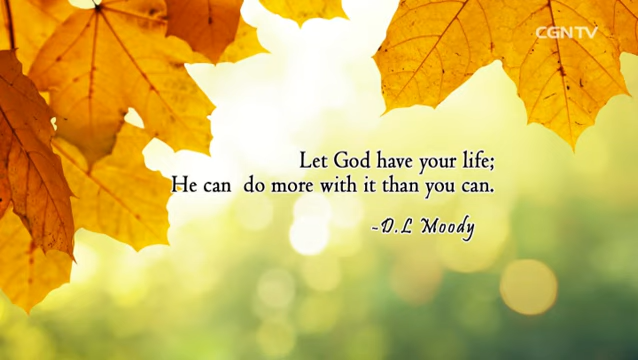 CGNTV
Let God have your life;
He can do more with it than you can.
~D.L Moody